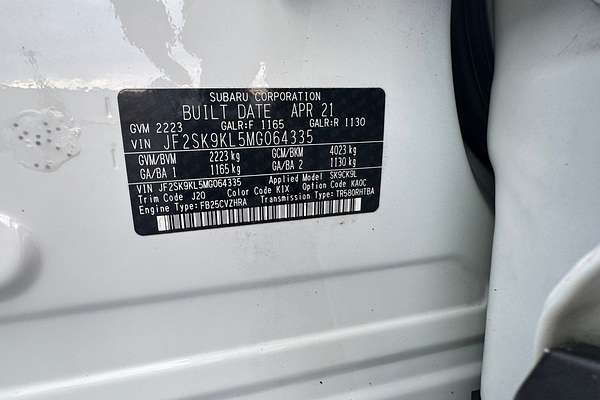 SUBARU CORPORATION
BUILT DATE APR 21
GVM 2223 GALR:F 1165 GALR:R 1130
VIN JF2SK9KL5MG064335
GVM/BVM 2223 kg GCM/BKM 4023 kg
GA/BA 1 1165 kg GA/BA 2 1130 kg
VIN JF2SK9KL5MG064335 Applied Model SK9CK9L
Trim Code J20 Color Code K1X Option Code KAOC
Engine Type: FB25CVZHRA Transmission Type: TR580RHTBA